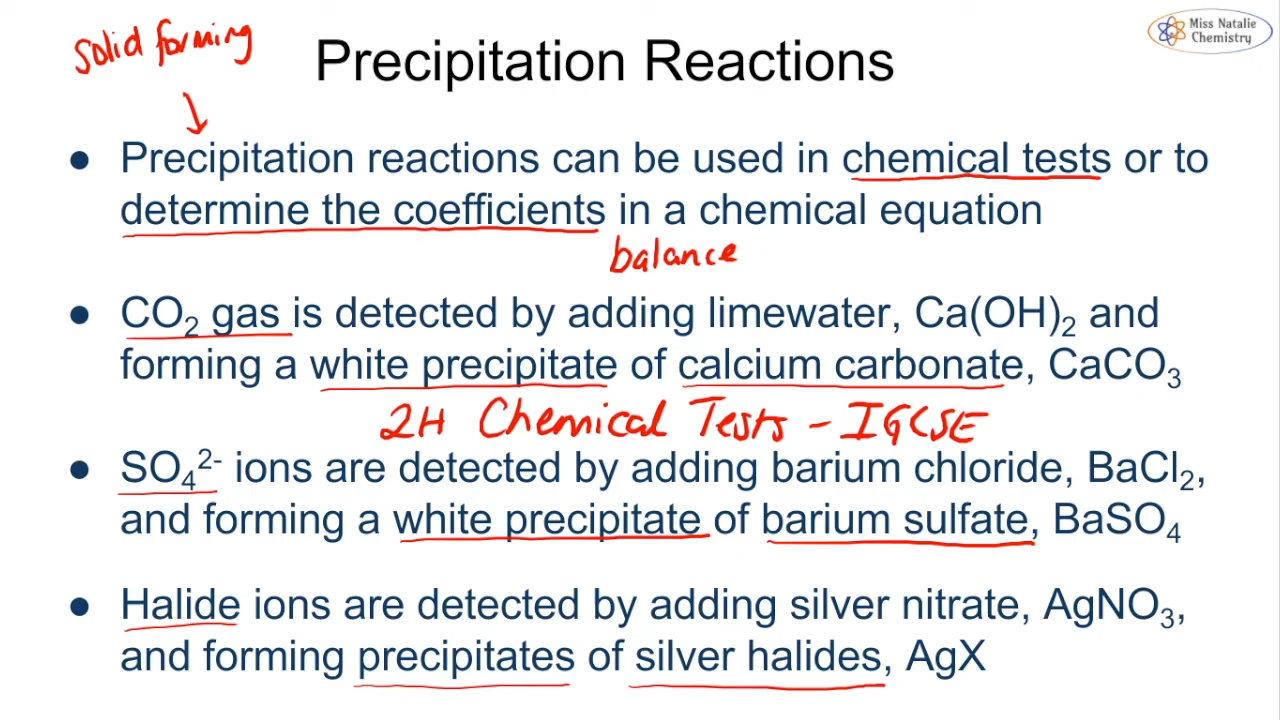 solid forming
Precipitation Reactions
Miss Natalie
Chemistry
● Precipitation reactions can be used in chemical tests or to
determine the coefficients in a chemical equation
balance
● CO₂ gas is detected by adding limewater, Ca(OH)₂ and
forming a white precipitate of calcium carbonate, CaCO₃
2H Chemical Tests - IGCSE
● SO₄²⁻ ions are detected by adding barium chloride, BaCl₂,
and forming a white precipitate of barium sulfate, BaSO₄
● Halide ions are detected by adding silver nitrate, AgNO₃,
and forming precipitates of silver halides, AgX